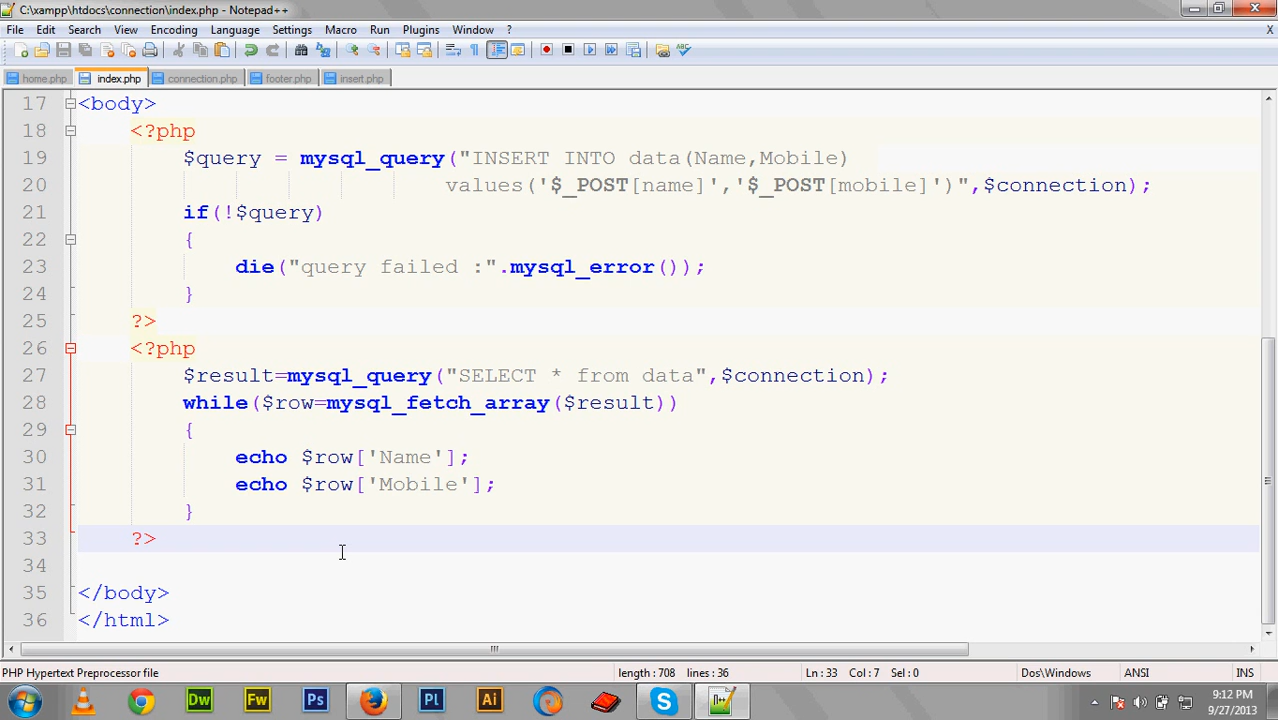 C:\xampp\htdocs\connection\index.php - Notepad++
File Edit Search View Encoding Language Settings Macro Run Plugins Window ? X
home.php index.php connection.php footer.php insert.php
17 <body>
18 <?php
19 $query = mysql_query("INSERT INTO data(Name,Mobile)
20 values('$_POST[name]','$_POST[mobile]')",$connection);
21 if(!$query)
22 {
23 die("query failed :".mysql_error());
24 }
25 ?>
26 <?php
27 $result=mysql_query("SELECT * from data",$connection);
28 while($row=mysql_fetch_array($result))
29 {
30 echo $row['Name'];
31 echo $row['Mobile'];
32 }
33 ?>
34
35 </body>
36 </html>
PHP Hypertext Preprocessor file length : 708 lines : 36 Ln : 33 Col : 7 Sel : 0 Dos\Windows ANSI INS
Dw Fw Ps Pl Ai S 9:12 PM
9/27/2013